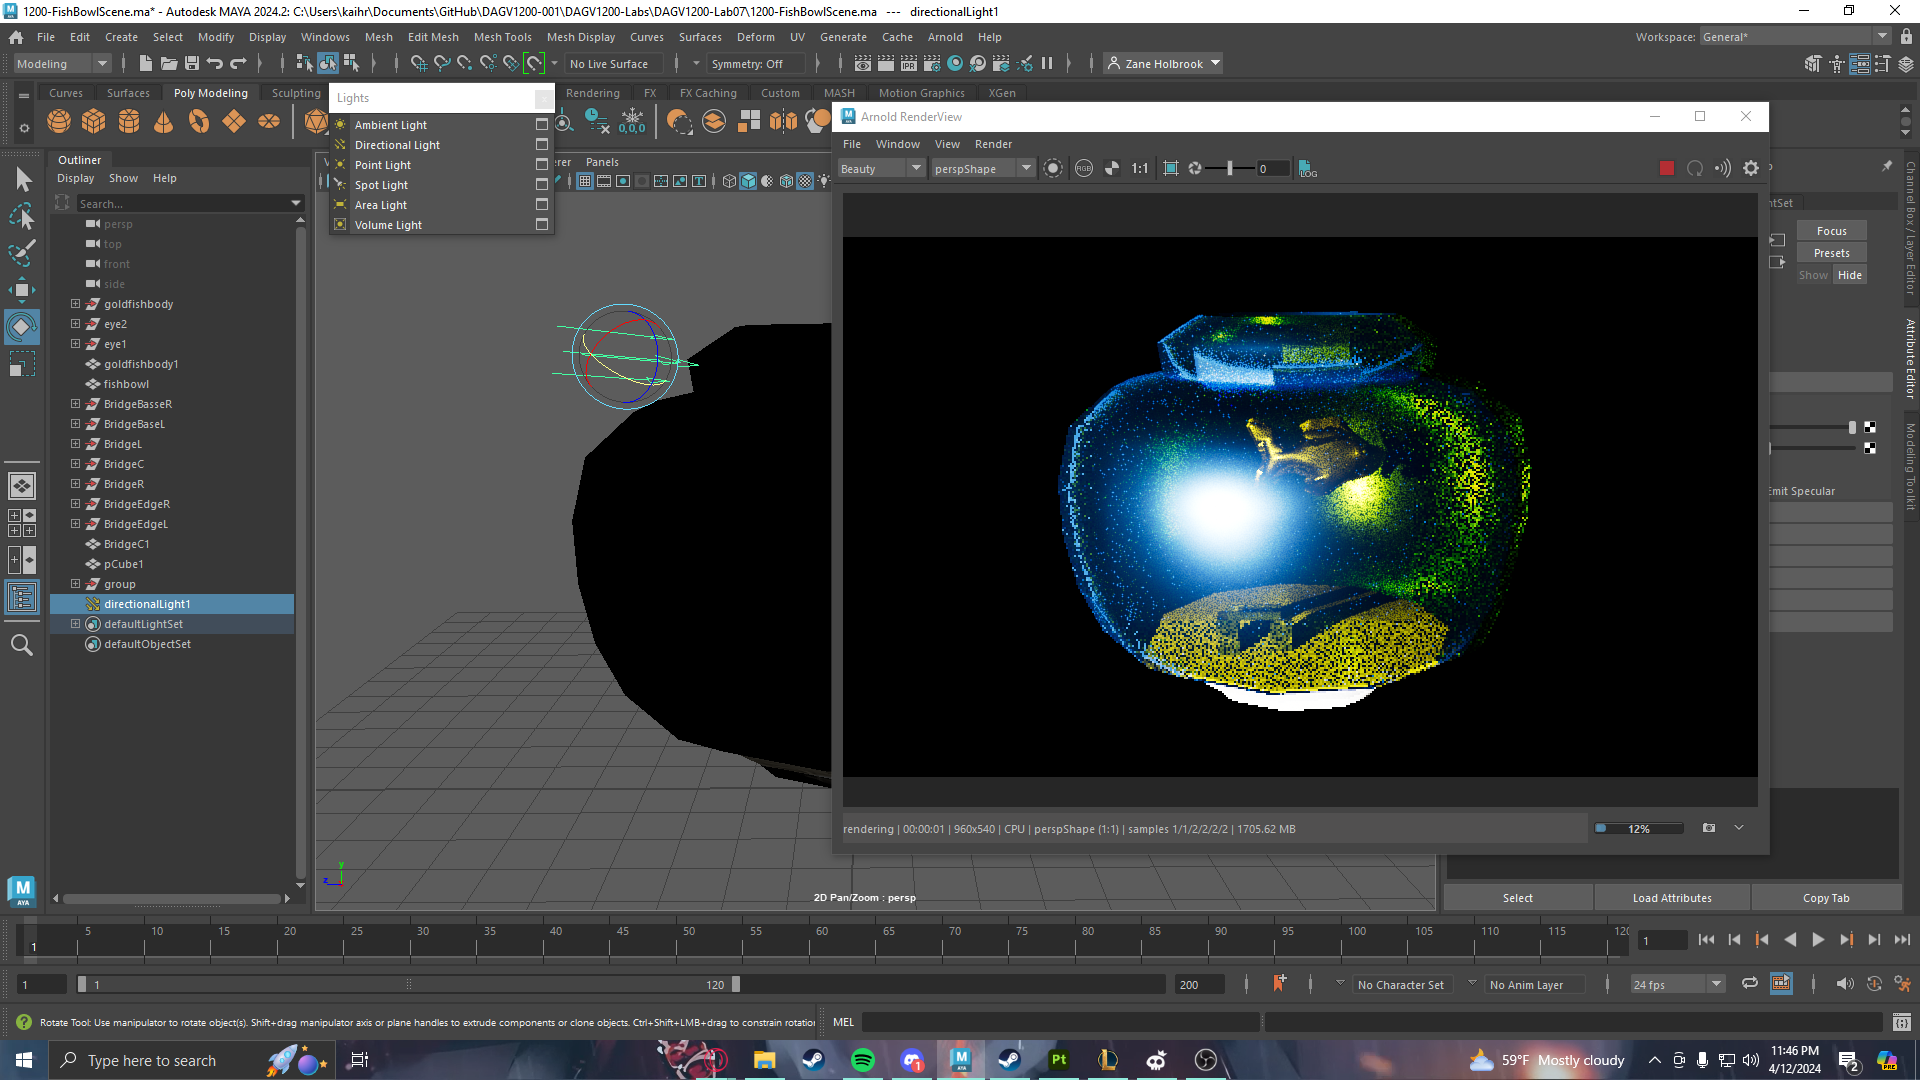 1200-FishBowlScene.ma* - Autodesk MAYA 2024.2: C:\Users\kaihr\Documents\GitHub\DAGV1200-001\DAGV1200-Labs\DAGV1200-Lab07\1200-FishBowlScene.ma --- directionalLight1
File Edit Create Select Modify Display Windows Mesh Edit Mesh Mesh Tools Mesh Display Curves Surfaces Deform UV Generate Cache Arnold Help
Workspace: General*
Modeling
No Live Surface
Symmetry: Off
Zane Holbrook
Curves Surfaces Poly Modeling Sculpting
Rendering FX FX Caching Custom MASH Motion Graphics XGen
0,0,0
Lights
Ambient Light
Directional Light
Point Light
Spot Light
Area Light
Volume Light
Panels
Outliner
Display Show Help
Search...
persp
top
front
side
goldfishbody
eye2
eye1
goldfishbody1
fishbowl
BridgeBasseR
BridgeBaseL
BridgeL
BridgeC
BridgeR
BridgeEdgeR
BridgeEdgeL
BridgeC1
pCube1
group
directionalLight1
defaultLightSet
defaultObjectSet
Arnold RenderView
File Window View Render
Beauty
perspShape
RGB
1:1
0
LOG
rendering | 00:00:01 | 960x540 | CPU | perspShape (1:1) | samples 1/1/2/2/2/2 | 1705.62 MB
12%
Focus
Presets
Show Hide
Emit Specular
Channel Box / Layer Editor
Attribute Editor
Modeling Toolkit
y
z
2D Pan/Zoom : persp
Select
Load Attributes
Copy Tab
1 5 10 15 20 25 30 35 40 45 50 55 60 65 70 75 80 85 90 95 100 105 110 115 120
1
1
1
120
200
No Character Set
No Anim Layer
24 fps
Rotate Tool: Use manipulator to rotate object(s). Shift+drag manipulator axis or plane handles to extrude components or clone objects. Ctrl+Shift+LMB+drag to constrain rotation
MEL
Type here to search
59°F Mostly cloudy
11:46 PM
4/12/2024